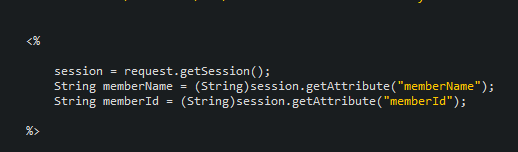 <%
session = request.getSession();
String memberName = (String)session.getAttribute("memberName");
String memberId = (String)session.getAttribute("memberId");
%>